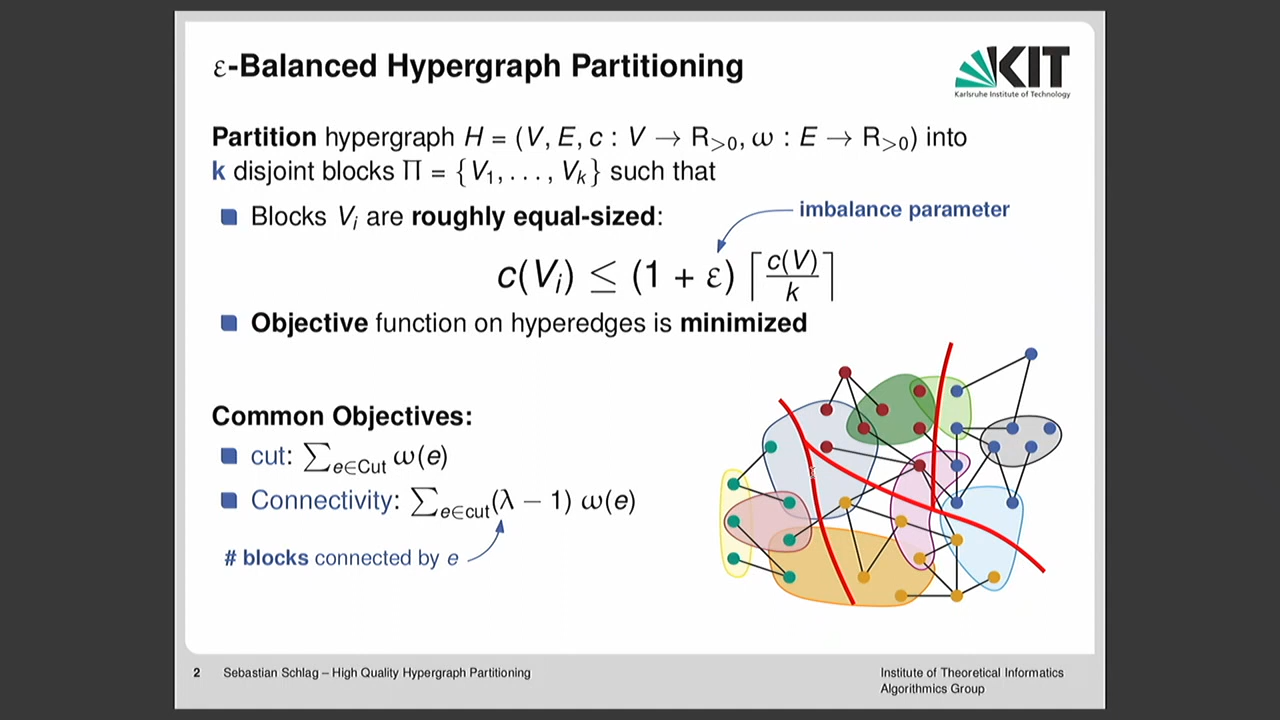 ε-Balanced Hypergraph Partitioning
KIT
Karlsruhe Institute of Technology
Partition hypergraph H = (V, E, c : V → R>0, ω : E → R>0) into
k disjoint blocks Π = {V1, . . . , Vk} such that
Blocks Vi are roughly equal-sized:
imbalance parameter
c(Vi) ≤ (1 + ε) ⌈c(V)/k⌉
Objective function on hyperedges is minimized
Common Objectives:
cut: ∑e∈Cut ω(e)
Connectivity: ∑e∈cut(λ − 1) ω(e)
# blocks connected by e
2 Sebastian Schlag – High Quality Hypergraph Partitioning
Institute of Theoretical Informatics
Algorithmics Group